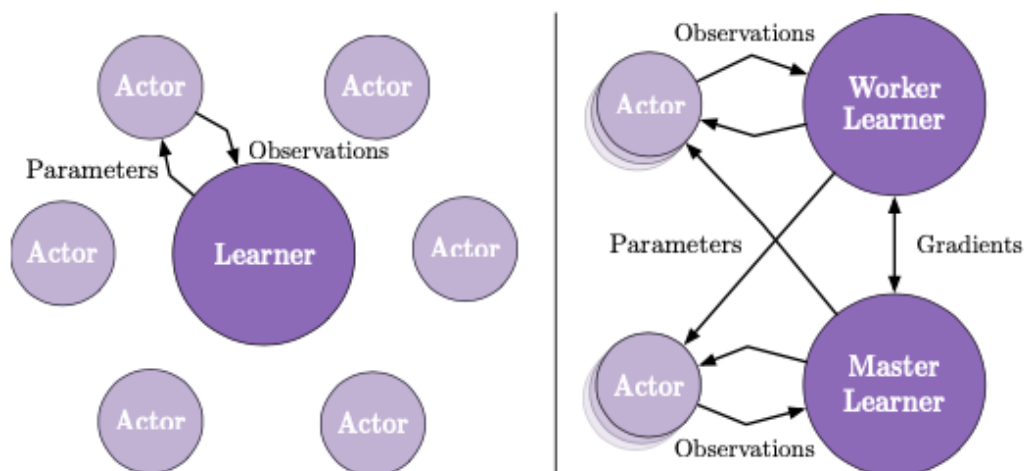 Actor
Actor
Observations
Parameters
Actor
Learner
Actor
Actor
Actor
Observations
Actor
Worker
Learner
Parameters
Gradients
Actor
Master
Learner
Observations